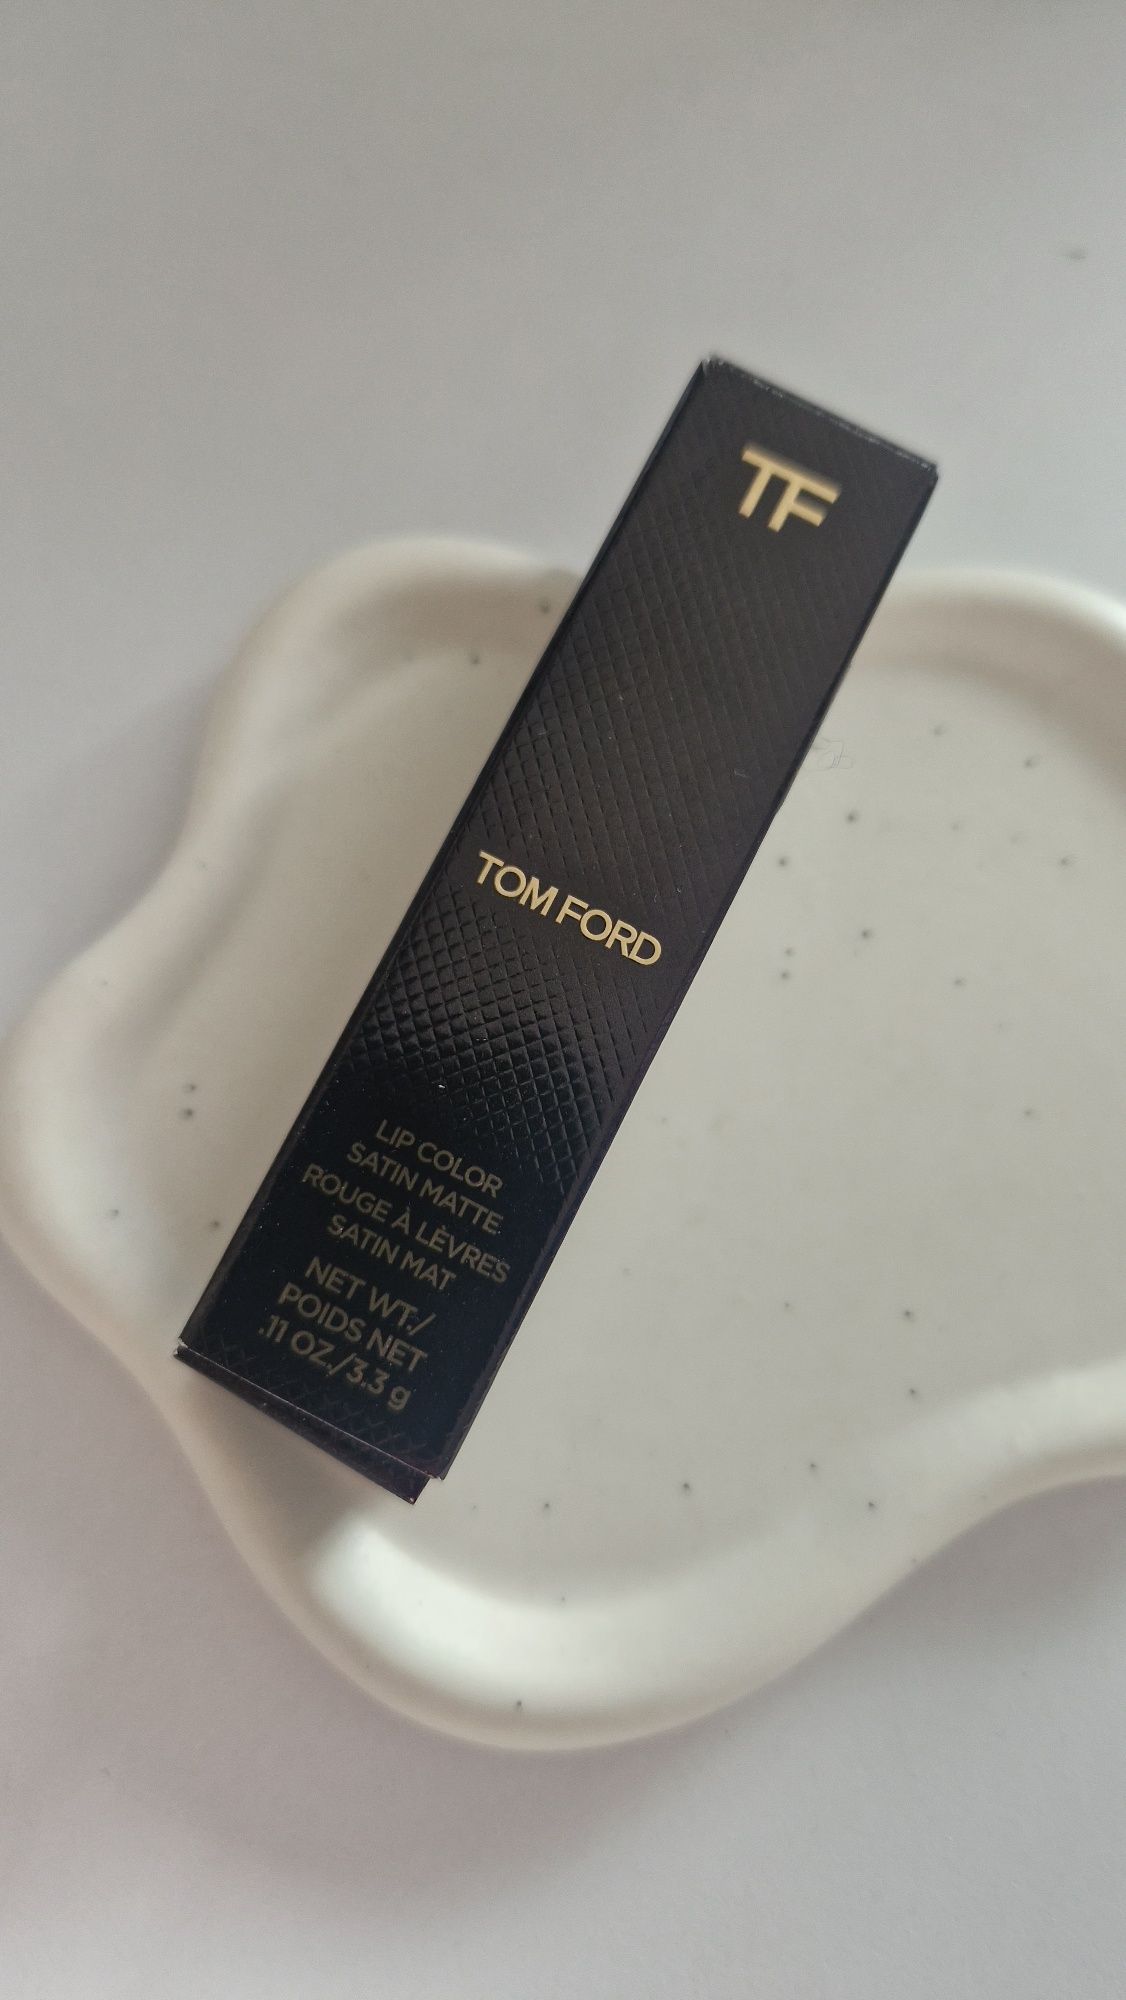 TF
TOM FORD
LIP COLOR
SATIN MATTE
ROUGE À LÈVRES
SATIN MAT
NET WT./
POIDS NET
.11 OZ./3.3 g